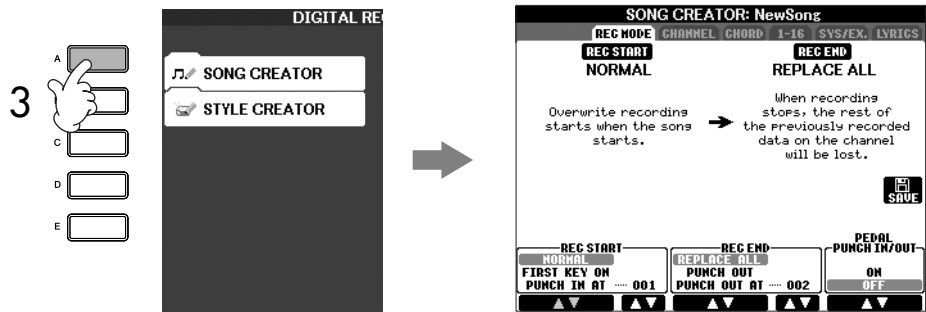 DIGITAL RE
3
A
C
D
E
SONG CREATOR
STYLE CREATOR
SONG CREATOR: NewSong
REC MODE CHANNEL CHORD 1-16 SYS/EX. LYRICS
REC START
NORMAL
Overwrite recording
starts when the song
starts.
REC END
REPLACE ALL
When recording
stops, the rest of
the previously recorded
data on the channel
will be lost.
SAVE
REC START
NORMAL
FIRST KEY ON
PUNCH IN AT ···· 001
REC END
REPLACE ALL
PUNCH OUT
PUNCH OUT AT ···· 002
PEDAL
PUNCH IN/OUT
ON
OFF